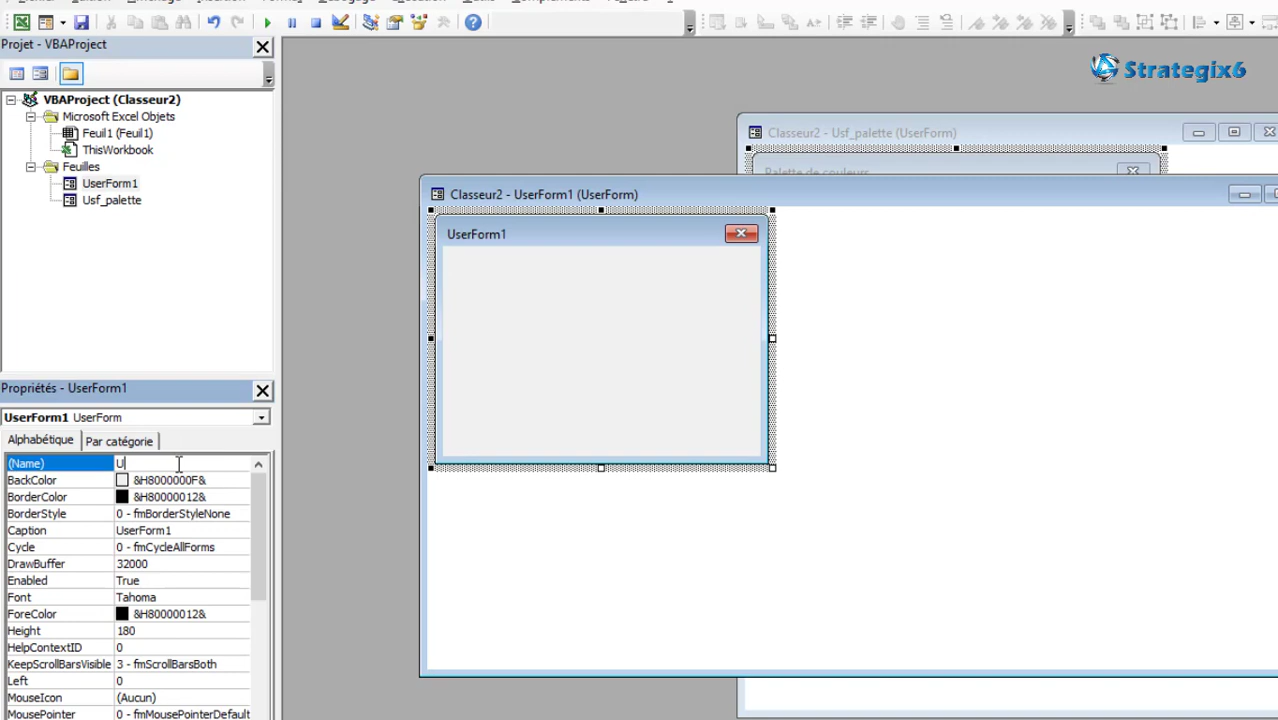 Projet - VBAProject
Strategix6
VBAProject (Classeur2)
Microsoft Excel Objets
Feuil1 (Feuil1)
ThisWorkbook
Feuilles
UserForm1
Usf_palette
Classeur2 - Usf_palette (UserForm)
Palette de couleurs
Classeur2 - UserForm1 (UserForm)
UserForm1
Propriétés - UserForm1
UserForm1 UserForm
Alphabétique Par catégorie
(Name) U
BackColor &H8000000F&
BorderColor &H80000012&
BorderStyle 0 - fmBorderStyleNone
Caption UserForm1
Cycle 0 - fmCycleAllForms
DrawBuffer 32000
Enabled True
Font Tahoma
ForeColor &H80000012&
Height 180
HelpContextID 0
KeepScrollBarsVisible 3 - fmScrollBarsBoth
Left 0
MouseIcon (Aucun)
MousePointer 0 - fmMousePointerDefault